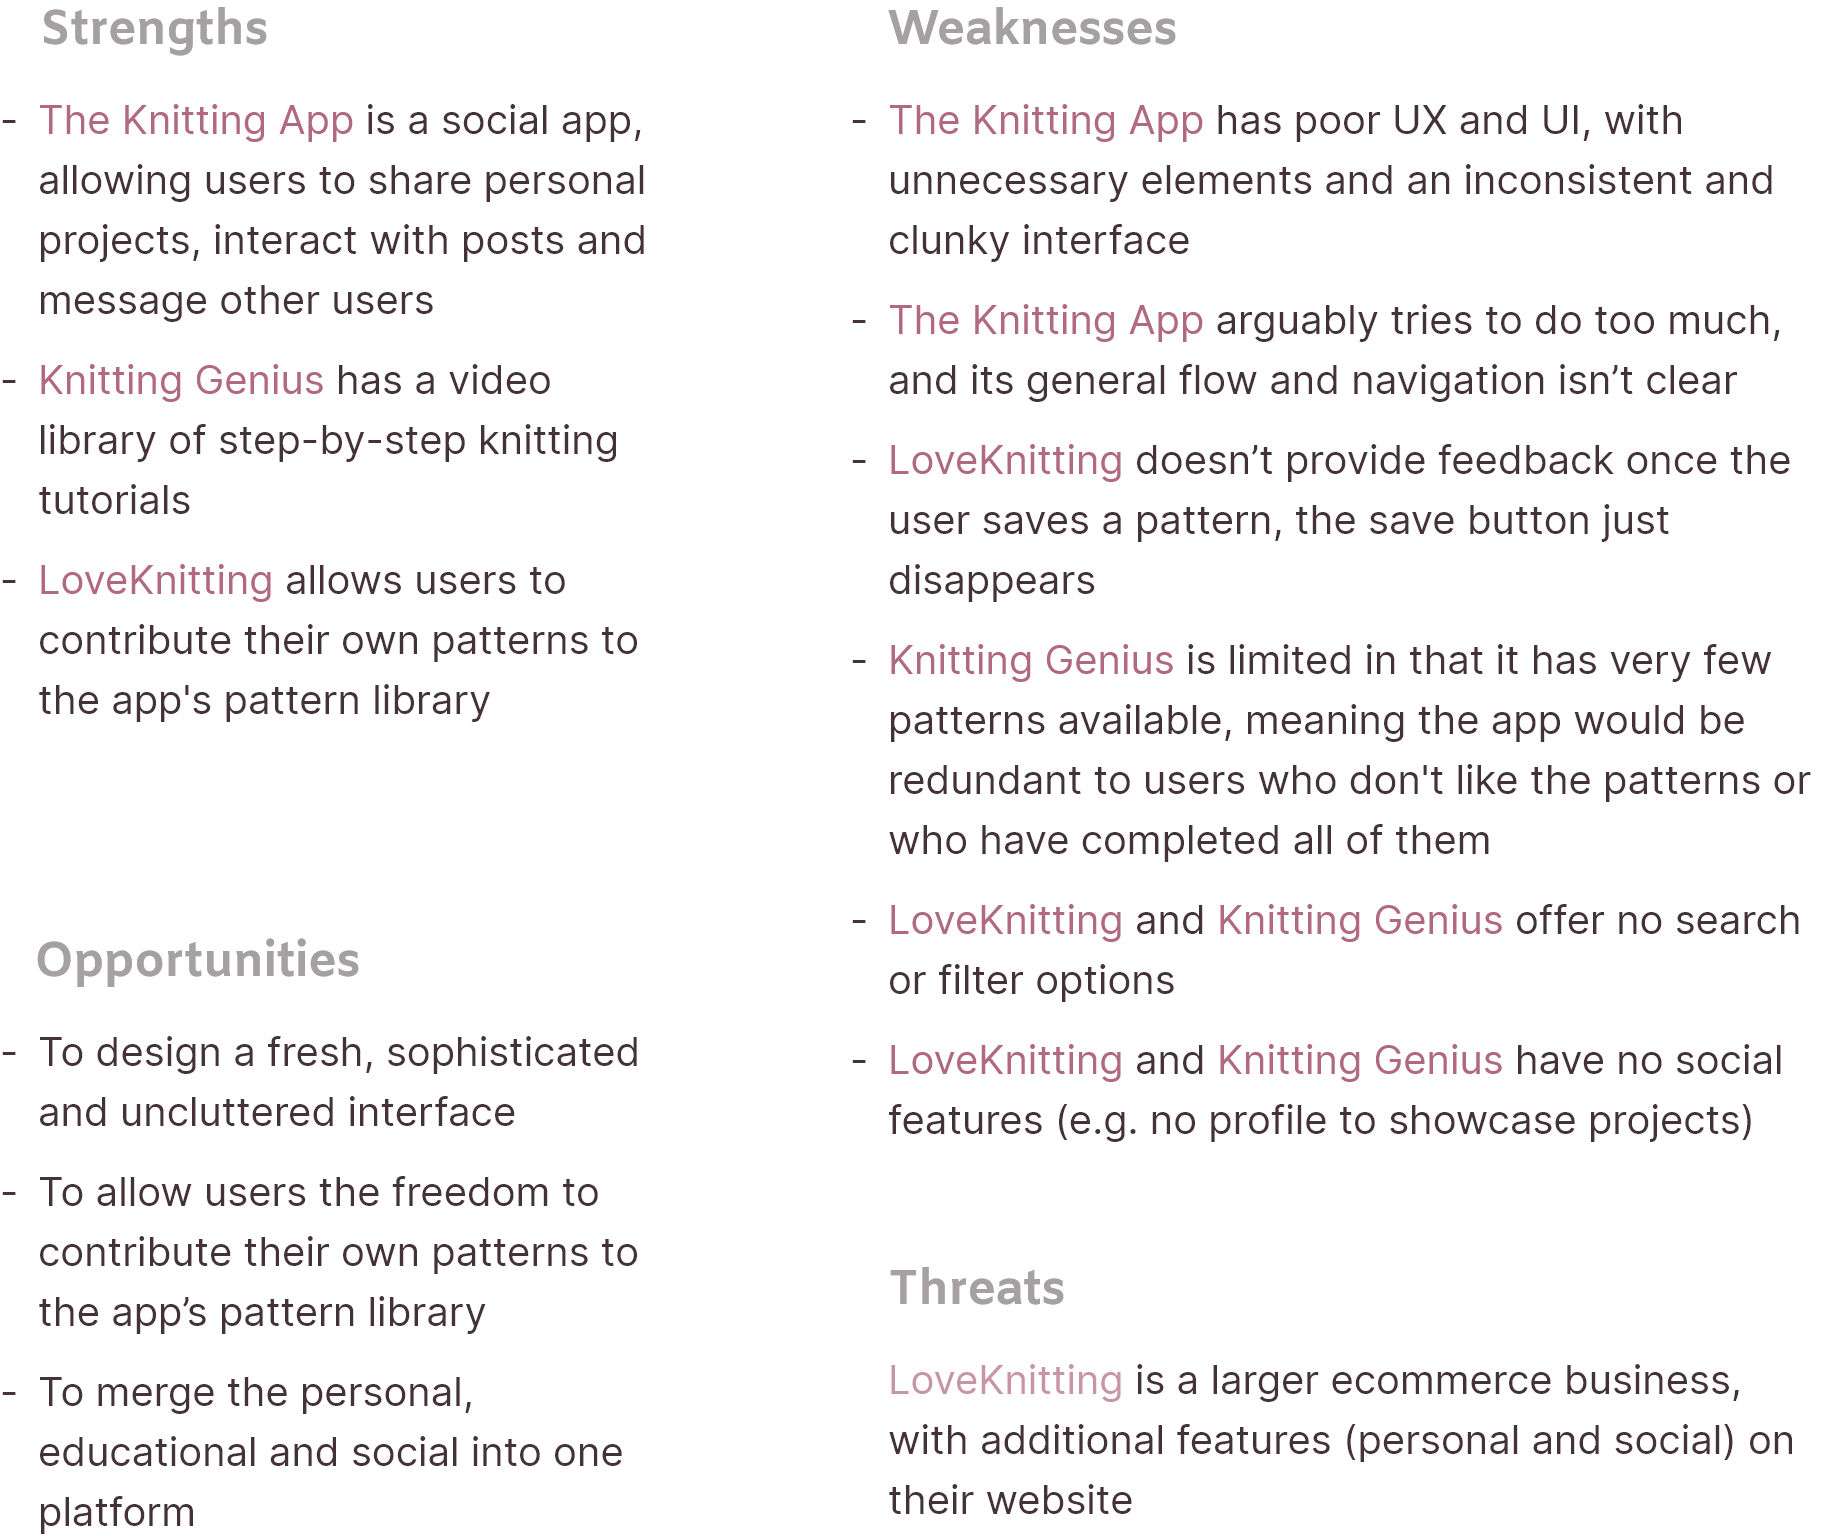 Strengths
- The Knitting App is a social app,
allowing users to share personal
projects, interact with posts and
message other users
- Knitting Genius has a video
library of step-by-step knitting
tutorials
- LoveKnitting allows users to
contribute their own patterns to
the app's pattern library
Opportunities
- To design a fresh, sophisticated
and uncluttered interface
- To allow users the freedom to
contribute their own patterns to
the app’s pattern library
- To merge the personal,
educational and social into one
platform
Weaknesses
- The Knitting App has poor UX and UI, with
unnecessary elements and an inconsistent and
clunky interface
- The Knitting App arguably tries to do too much,
and its general flow and navigation isn’t clear
- LoveKnitting doesn’t provide feedback once the
user saves a pattern, the save button just
disappears
- Knitting Genius is limited in that it has very few
patterns available, meaning the app would be
redundant to users who don't like the patterns or
who have completed all of them
- LoveKnitting and Knitting Genius offer no search
or filter options
- LoveKnitting and Knitting Genius have no social
features (e.g. no profile to showcase projects)
Threats
LoveKnitting is a larger ecommerce business,
with additional features (personal and social) on
their website